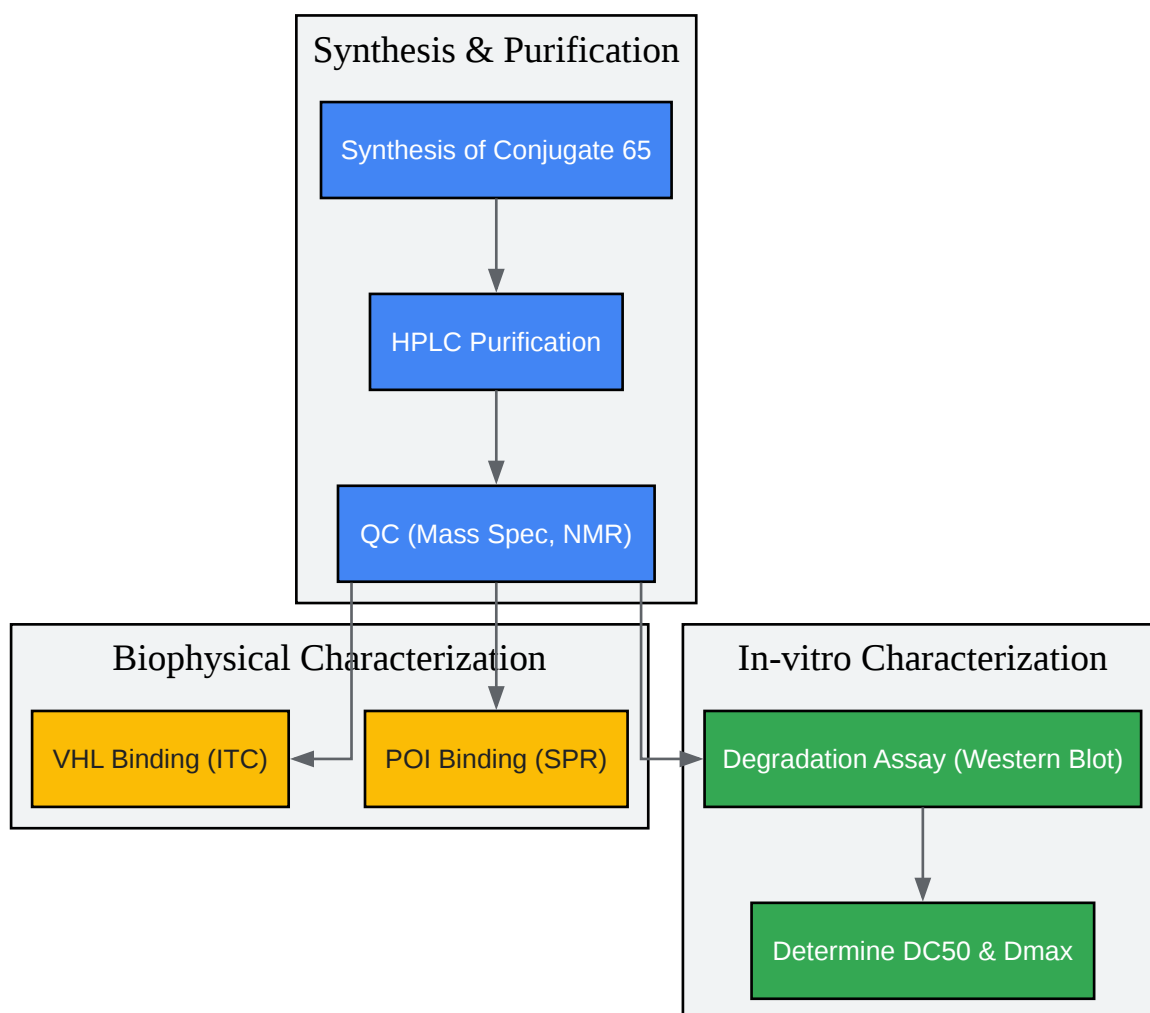 Synthesis & Purification
Synthesis of Conjugate 65
HPLC Purification
QC (Mass Spec, NMR)
Biophysical Characterization
VHL Binding (ITC)
POI Binding (SPR)
In-vitro Characterization
Degradation Assay (Western Blot)
Determine DC50 & Dmax